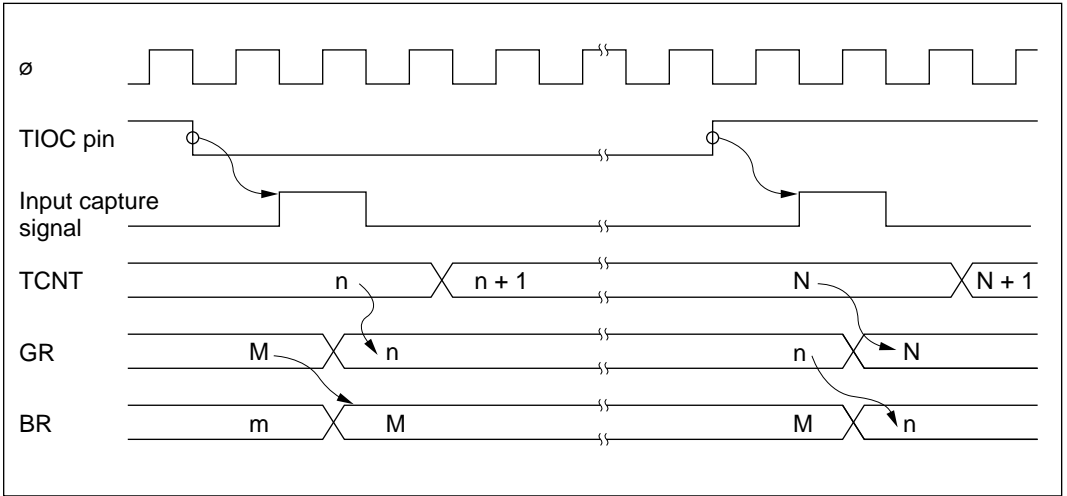 ø
TIOC pin
Input capture
signal
TCNT n n + 1 N N + 1
GR M n n N
BR m M M n